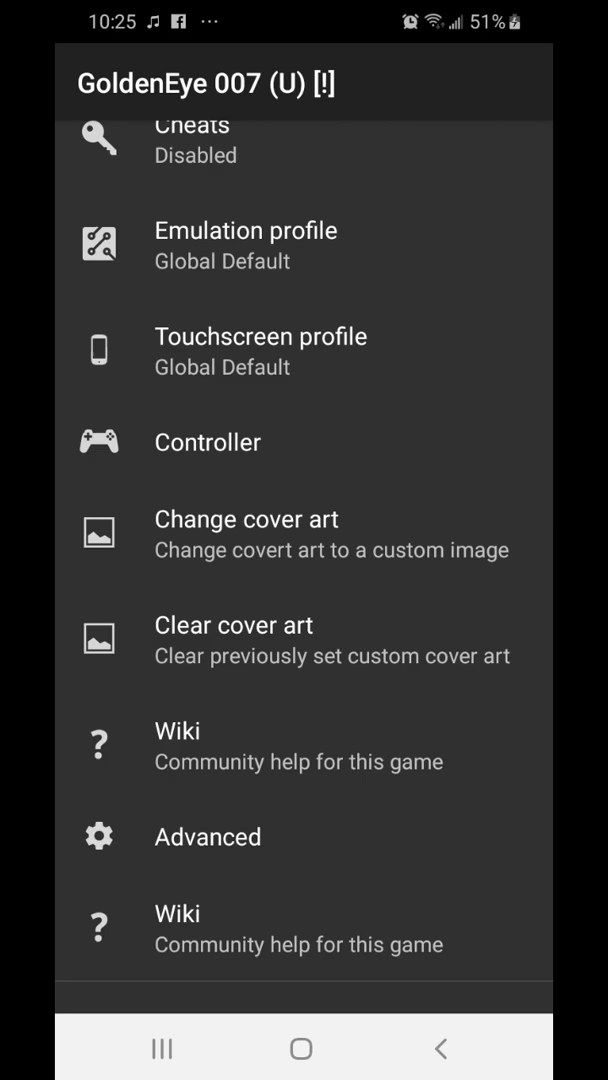 10:25 51%
GoldenEye 007 (U) [!]
Cheats
Disabled
Emulation profile
Global Default
Touchscreen profile
Global Default
Controller
Change cover art
Change covert art to a custom image
Clear cover art
Clear previously set custom cover art
Wiki
Community help for this game
Advanced
Wiki
Community help for this game